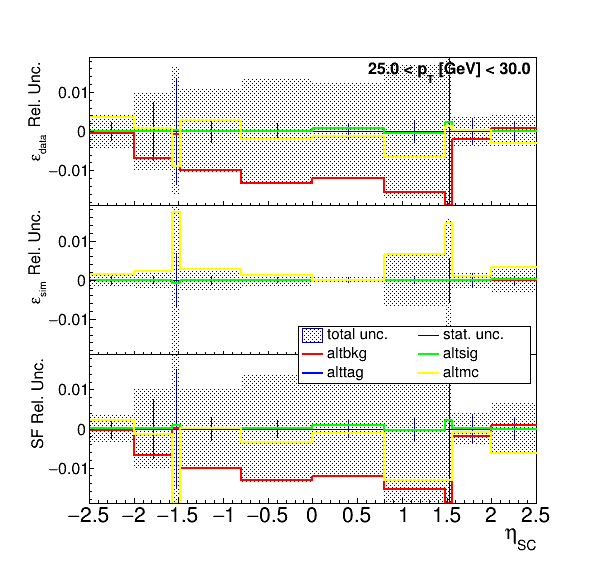 25.0 < p_T [GeV] < 30.0
ε_data Rel. Unc.
0.01
0
−0.01
ε_sim Rel. Unc.
0.01
0
−0.01
total unc. stat. unc.
altbkg altsig
alttag altmc
SF Rel. Unc.
0.01
0
−0.01
−2.5 −2 −1.5 −1 −0.5 0 0.5 1 1.5 2 2.5
η_SC